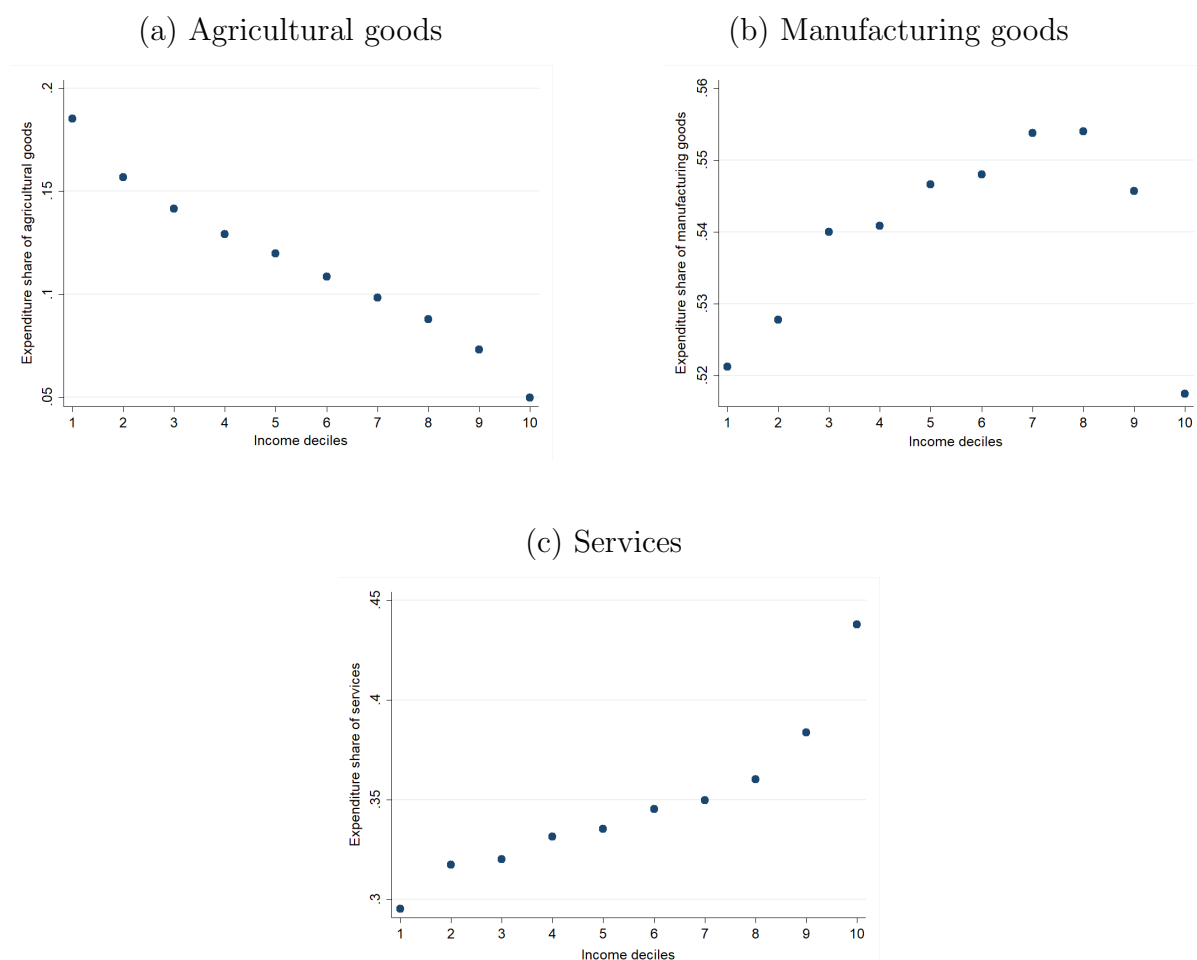 (a) Agricultural goods
Expenditure share of agricultural goods
.2
.15
.1
.05
1 2 3 4 5 6 7 8 9 10
Income deciles
(b) Manufacturing goods
Expenditure share of manufacturing goods
.56
.55
.54
.53
.52
1 2 3 4 5 6 7 8 9 10
Income deciles
(c) Services
Expenditure share of services
.45
.4
.35
.3
1 2 3 4 5 6 7 8 9 10
Income deciles